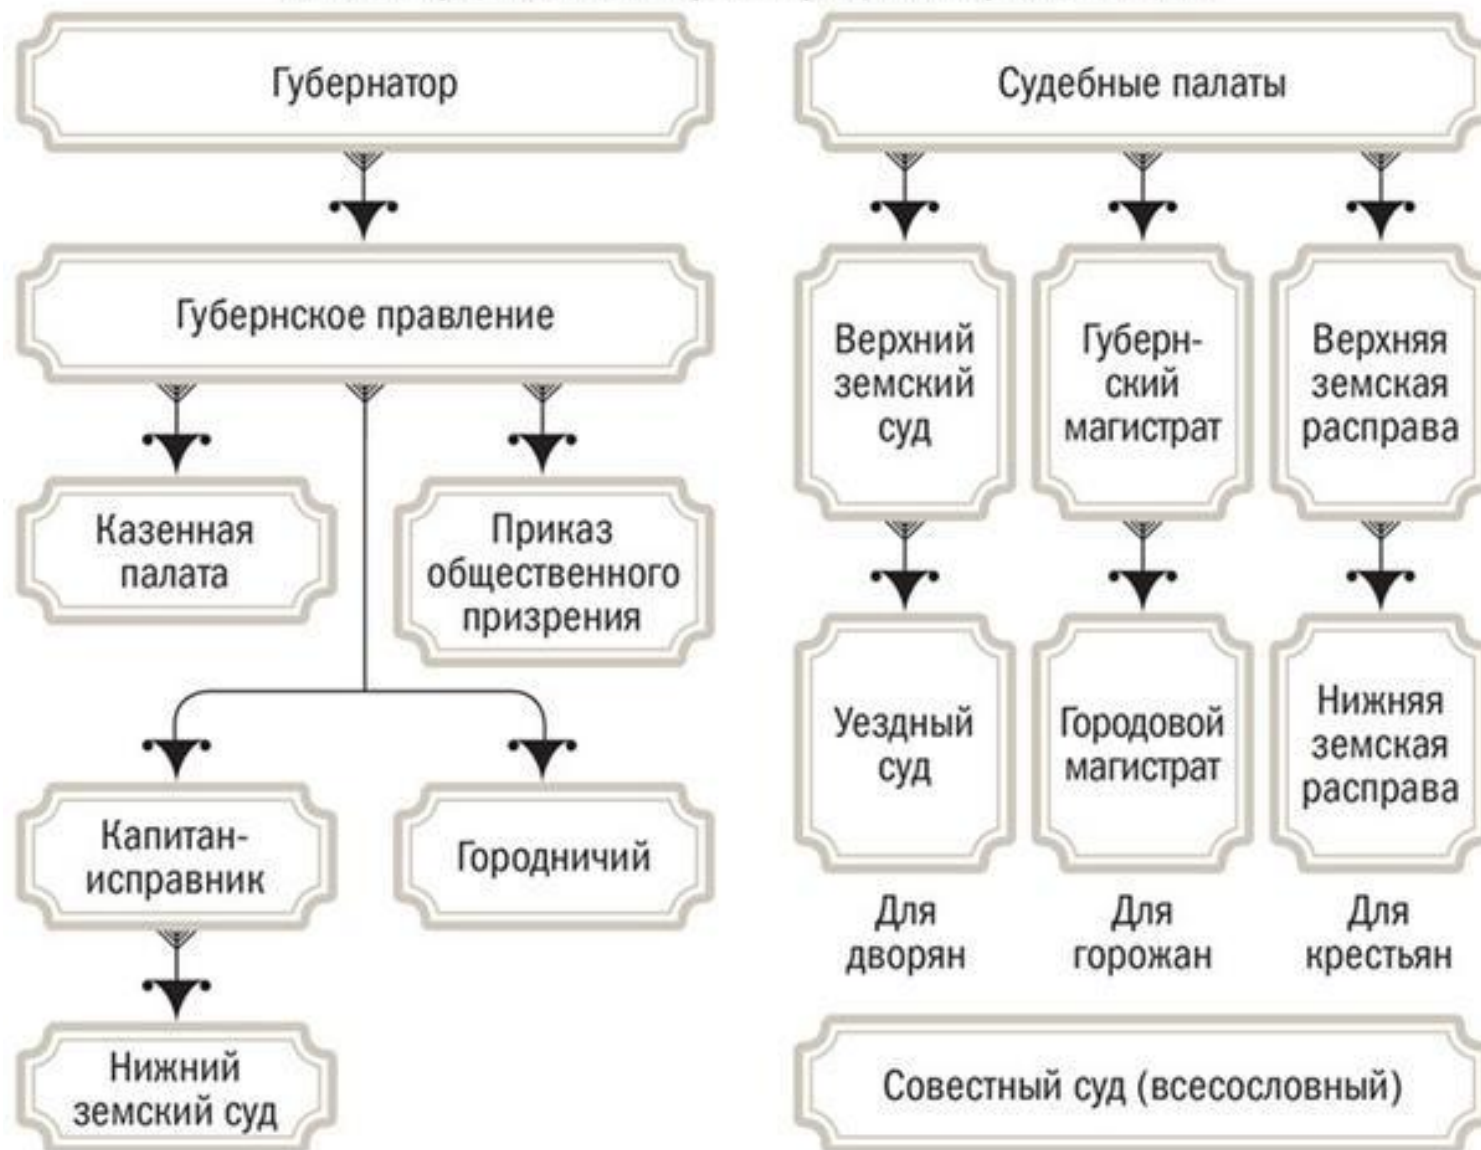 Губернатор
Губернское правление
Казенная
палата
Приказ
общественного
призрения
Капитан-
исправник
Городничий
Нижний
земский суд
Судебные палаты
Верхний
земский
суд
Губерн-
ский
магистрат
Верхняя
земская
расправа
Уездный
суд
Городовой
магистрат
Нижняя
земская
расправа
Для
дворян
Для
горожан
Для
крестьян
Совестный суд (всесословный)